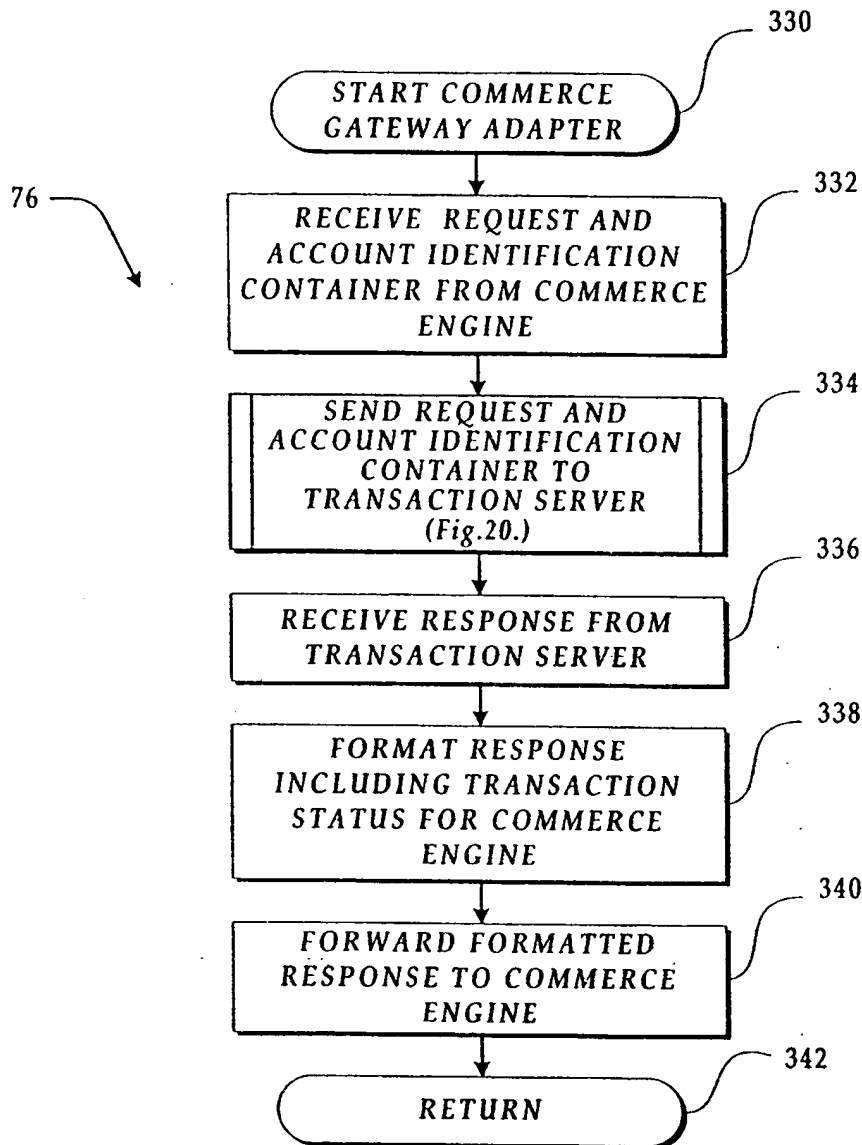 330
START COMMERCE
GATEWAY ADAPTER
76
332
RECEIVE REQUEST AND
ACCOUNT IDENTIFICATION
CONTAINER FROM COMMERCE
ENGINE
334
SEND REQUEST AND
ACCOUNT IDENTIFICATION
CONTAINER TO
TRANSACTION SERVER
(Fig.20.)
336
RECEIVE RESPONSE FROM
TRANSACTION SERVER
338
FORMAT RESPONSE
INCLUDING TRANSACTION
STATUS FOR COMMERCE
ENGINE
340
FORWARD FORMATTED
RESPONSE TO COMMERCE
ENGINE
342
RETURN